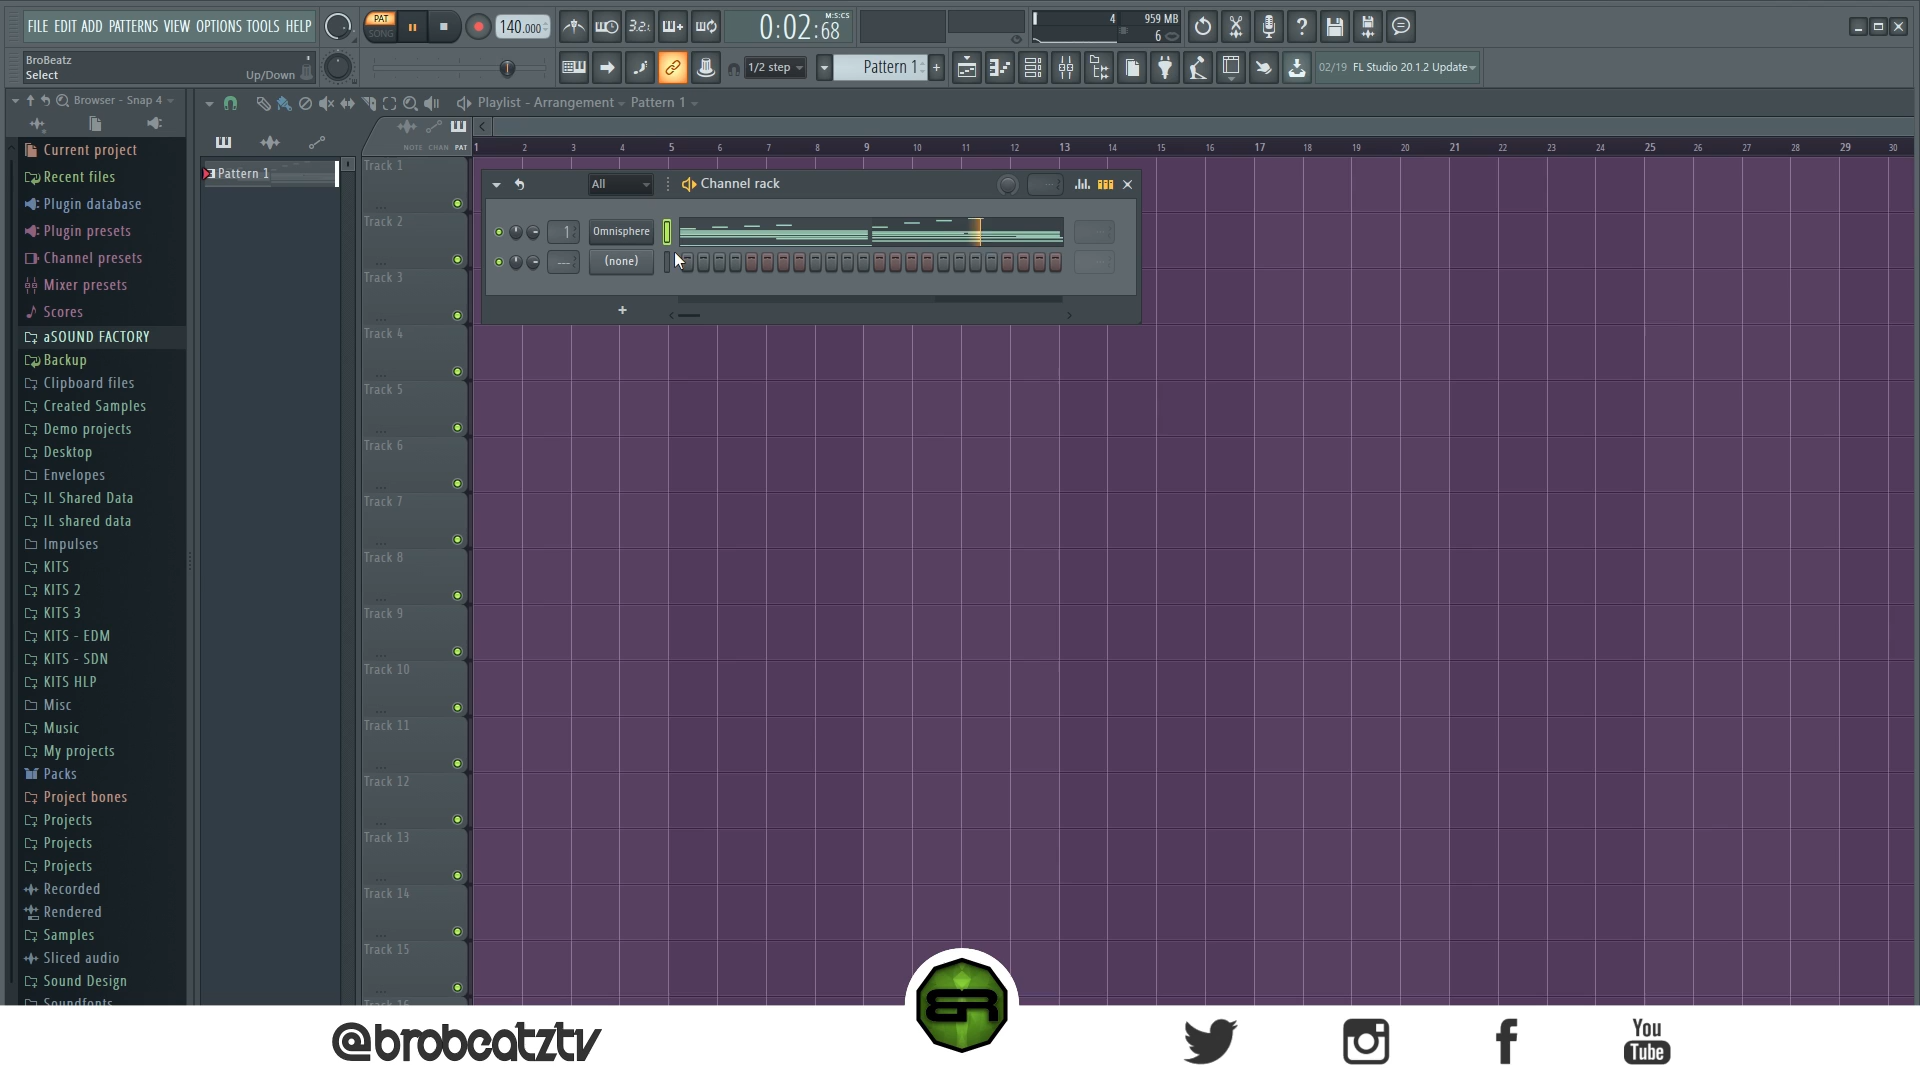 FILE EDIT ADD PATTERNS VIEW OPTIONS TOOLS HELP
PAT
SONG
140.000
3.2.
M:S:CS
0:02:68
4
959 MB
6
BroBeatz
Select
Up/Down
1/2 step
Pattern 1
02/19 FL Studio 20.1.2 Update
Browser - Snap 4
Playlist - Arrangement
Pattern 1
NOTE CHAN PAT
1 2 3 4 5 6 7 8 9 10 11 12 13 14 15 16 17 18 19 20 21 22 23 24 25 26 27 28 29 30
Current project
Recent files
Plugin database
Plugin presets
Channel presets
Mixer presets
Scores
aSOUND FACTORY
Backup
Clipboard files
Created Samples
Demo projects
Desktop
Envelopes
IL Shared Data
IL shared data
Impulses
KITS
KITS 2
KITS 3
KITS - EDM
KITS - SDN
KITS HLP
Misc
Music
My projects
Packs
Project bones
Projects
Projects
Projects
Recorded
Rendered
Samples
Sliced audio
Sound Design
Soundfonts
Pattern 1
Track 1
Track 2
Track 3
Track 4
Track 5
Track 6
Track 7
Track 8
Track 9
Track 10
Track 11
Track 12
Track 13
Track 14
Track 15
Track 16
All
Channel rack
1
Omnisphere
---
(none)
@brobeatztv
BR
You
Tube